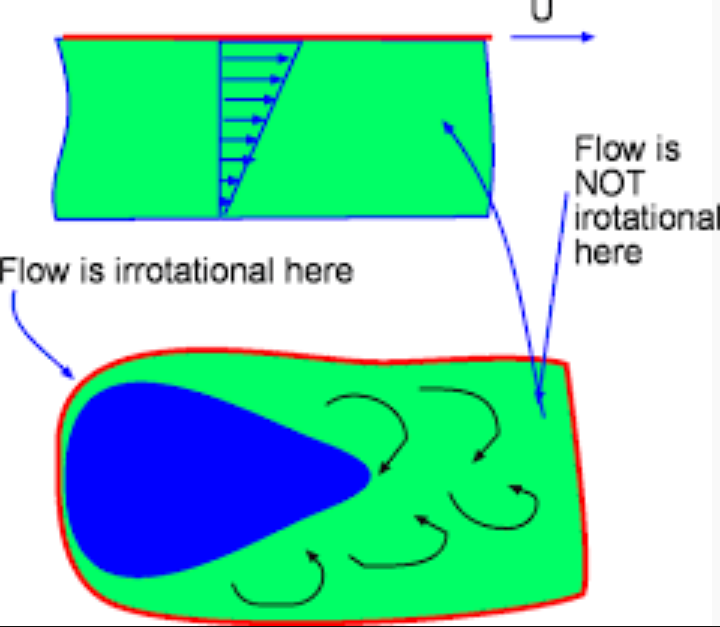 U
Flow is
NOT
irotational
here
Flow is irrotational here